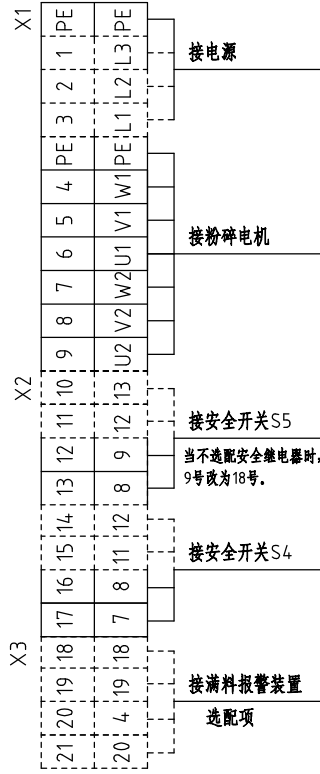 X1
PE PE
1 L3
2 L2
3 L1
接电源
PE PE
4 W1
5 V1
6 U1
7 W2
8 V2
9 U2
接粉碎电机
X2
10 13
11 12
12 9
13 8
接安全开关S5
当不选配安全继电器时,
9号改为18号.
14 12
15 11
16 8
17 7
接安全开关S4
X3
18 18
19 19
20 4
21 20
接满料报警装置
选配项